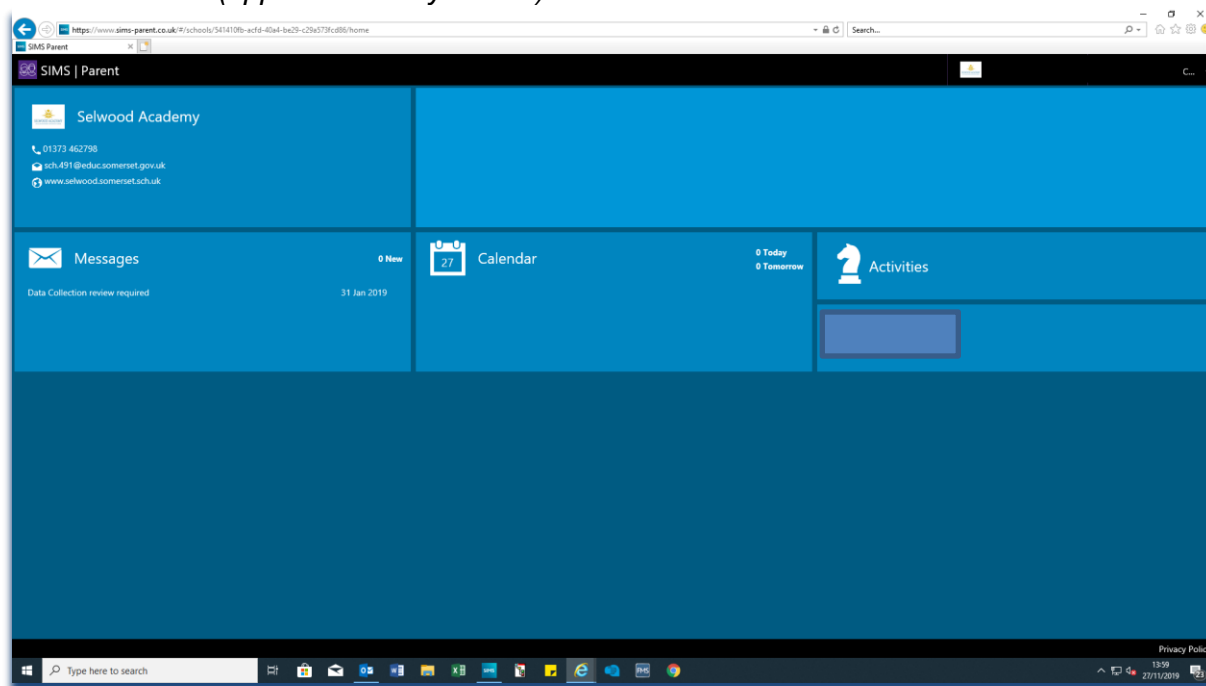 https://www.sims-parent.co.uk/#/schools/541410fb-acfd-40a4-be29-c29a573fcd86/home
Search...
SIMS Parent
SIMS | Parent
C...
Selwood Academy
01373 462798
sch.491@educ.somerset.gov.uk
www.selwood.somerset.sch.uk
Messages
0 New
Data Collection review required
31 Jan 2019
27
Calendar
0 Today
0 Tomorrow
Activities
Privacy Polic
Type here to search
FMS
13:59
27/11/2019
23